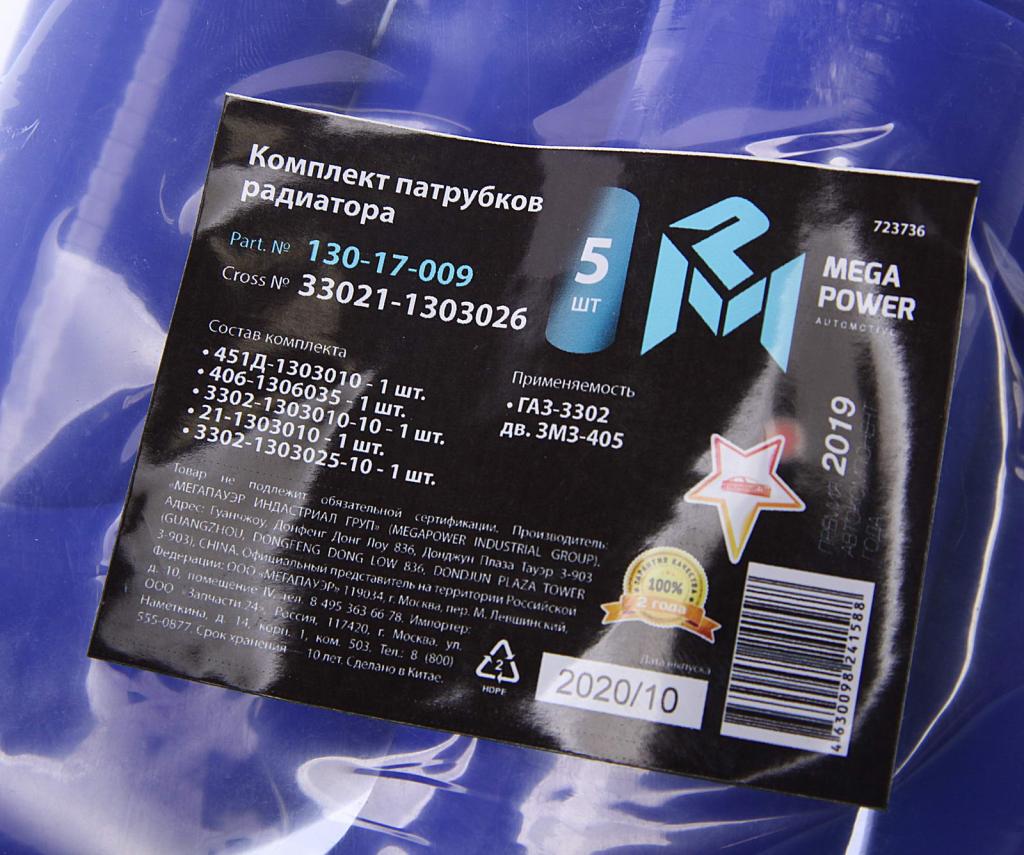 Комплект патрубков
радиатора
Part. № 130-17-009
Cross № 33021-1303026
5
шт
723736
MEGA
POWER
AUTOMOTIVE
Состав комплекта
• 451Д-1303010 - 1 шт.
• 406-1306035 - 1 шт.
• 3302-1303010-10 - 1 шт.
• 21-1303010 - 1 шт.
• 3302-1303025-10 - 1 шт.
Применяемость
• ГАЗ-3302
дв. ЗМЗ-405
2019
Товар не подлежит обязательной сертификации. Производитель:
«МЕГАПАУЭР ИНДАСТРИАЛ ГРУП» (MEGAPOWER INDUSTRIAL GROUP).
Адрес: Гуанчжоу, Донфенг Донг Лоу 836, Донджун Плаза Тауэр 3-903
(GUANGZHOU, DONGFENG DONG LOW 836, DONDJUN PLAZA TOWER
3-903), CHINA. Официальный представитель на территории Российской
Федерации: ООО «МЕГАПАУЭР» 119034, г. Москва, пер. М. Левшинский,
д. 10, помещение IV, тел. 8 495 363 66 78. Импортер:
ООО «Запчасти 24», Россия, 117420, г. Москва, ул.
Наметкина, д. 14, корп. 1, ком. 503. Тел.: 8 (800)
555-0877. Срок хранения — 10 лет. Сделано в Китае.
ГАРАНТИЯ КАЧЕСТВА
100%
2 года
2
HDPE
Дата выпуска
2020/10
4630098241588